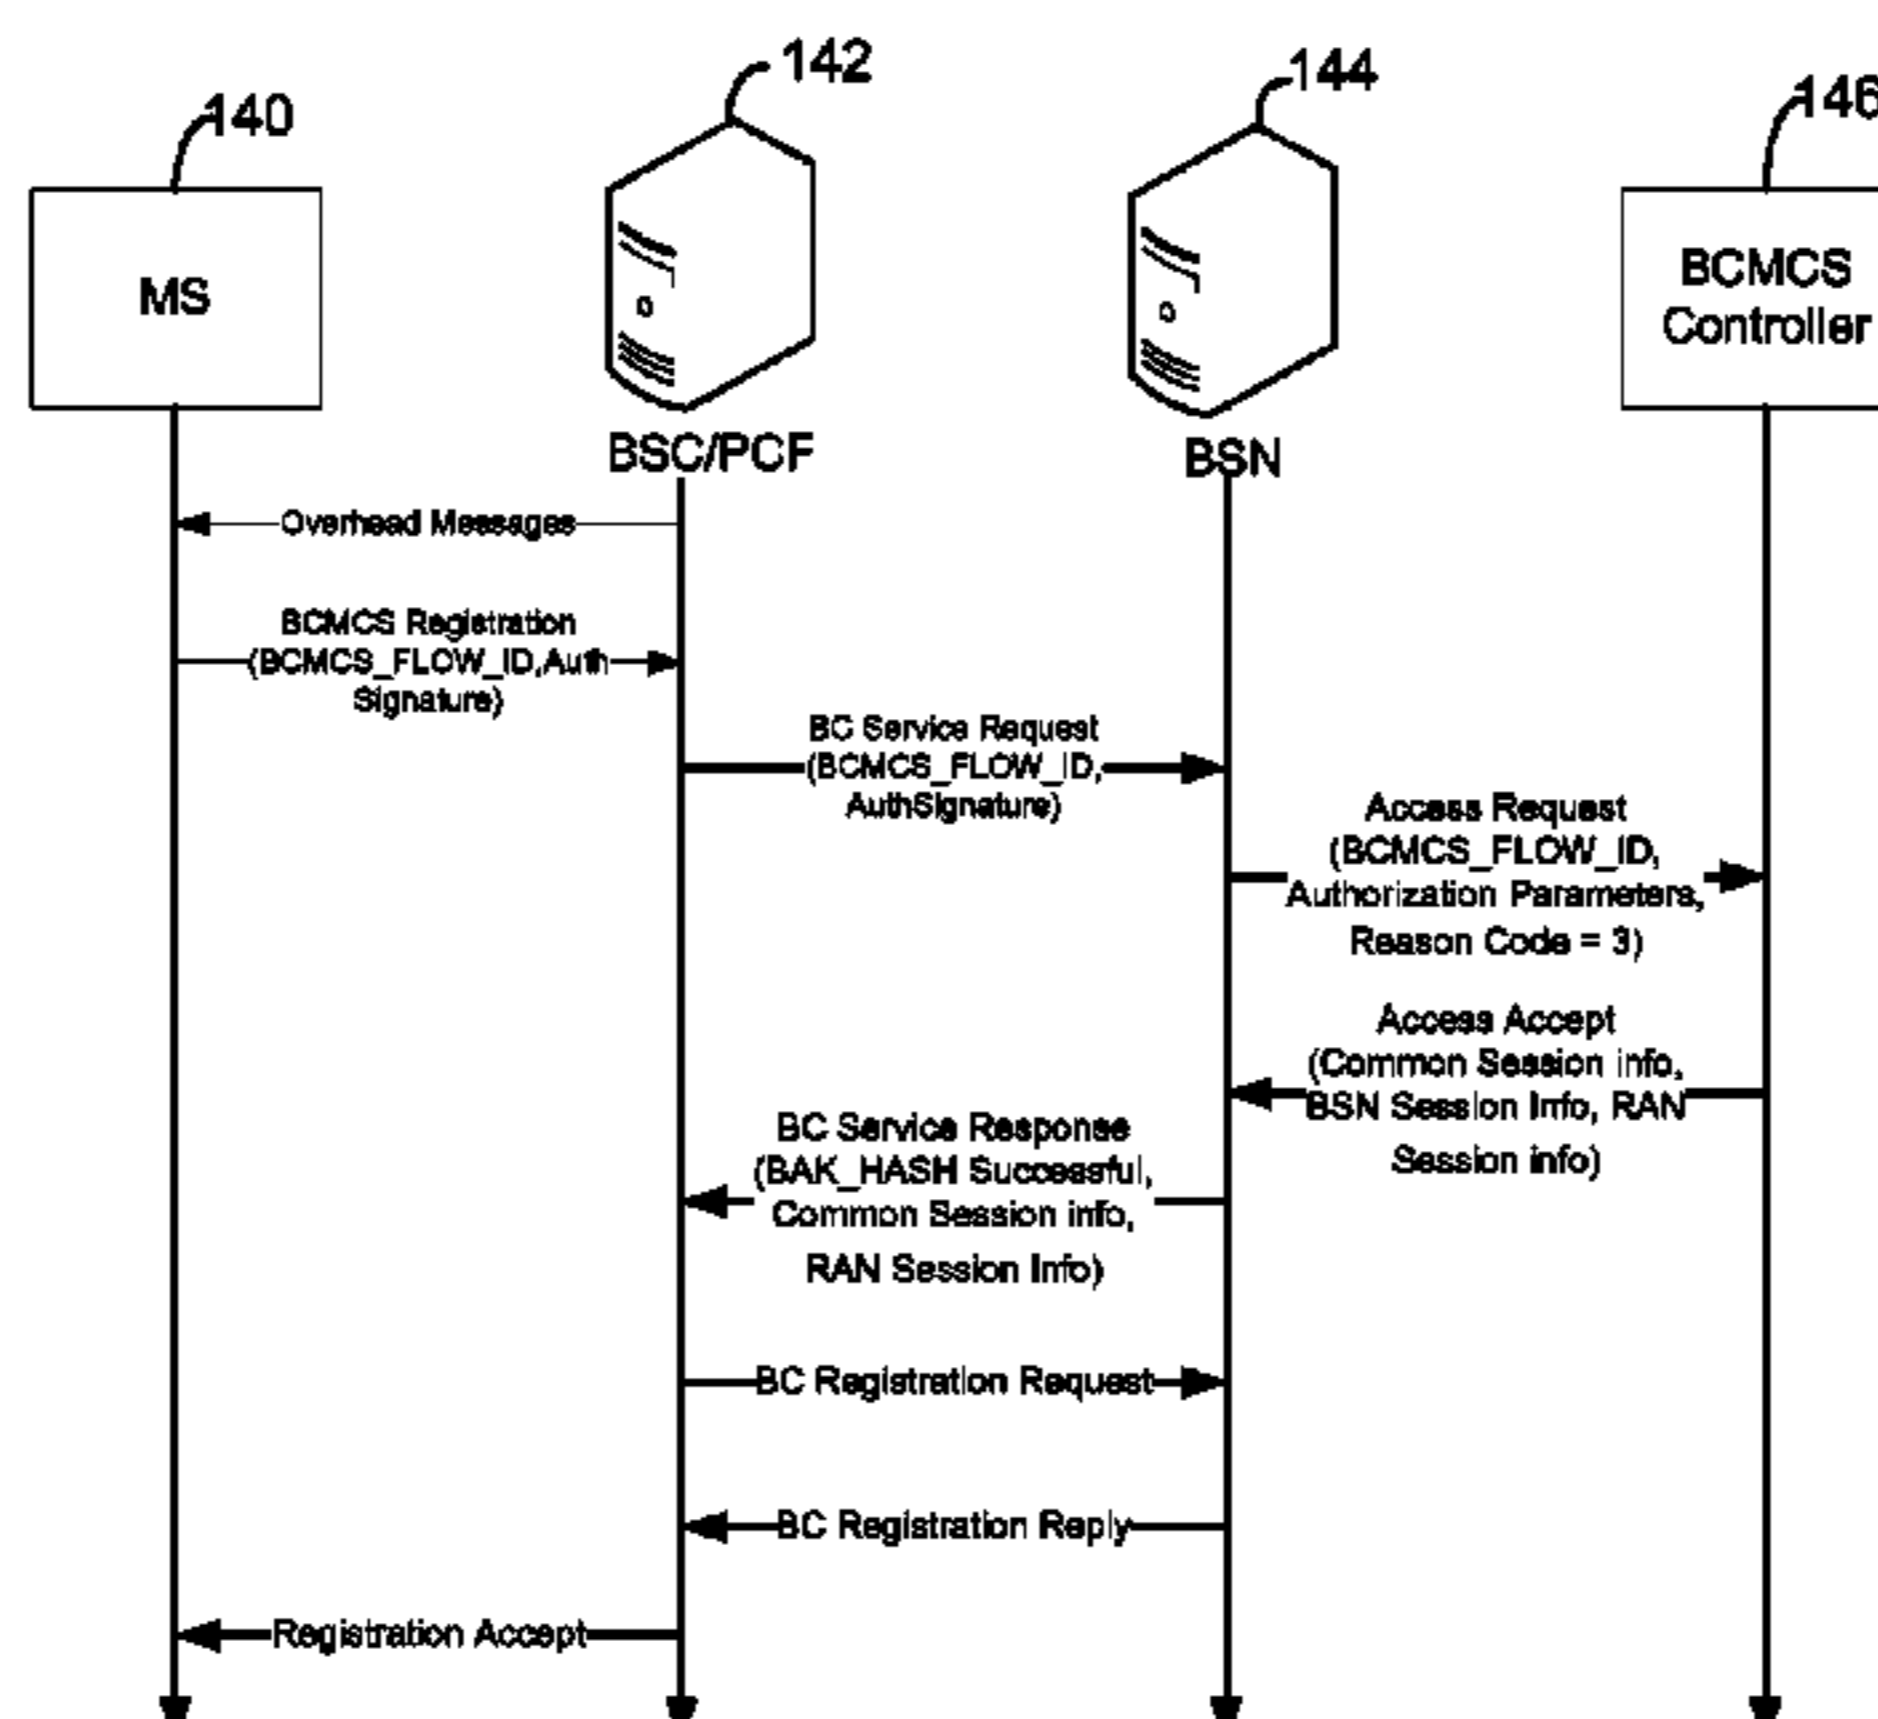 140
142
144
146
MS
BCMCS
Controller
BSC/PCF
BSN
Overhead Messages
BCMCS Registration
(BCMCS_FLOW_ID,Auth
Signature)
BC Service Request
(BCMCS_FLOW_ID,
AuthSignature)
Access Request
(BCMCS_FLOW_ID,
Authorization Parameters,
Reason Code = 3)
Access Accept
(Common Session info,
BSN Session Info, RAN
Session info)
BC Service Response
(BAK_HASH Successful,
Common Session info,
RAN Session Info)
BC Registration Request
BC Registration Reply
Registration Accept